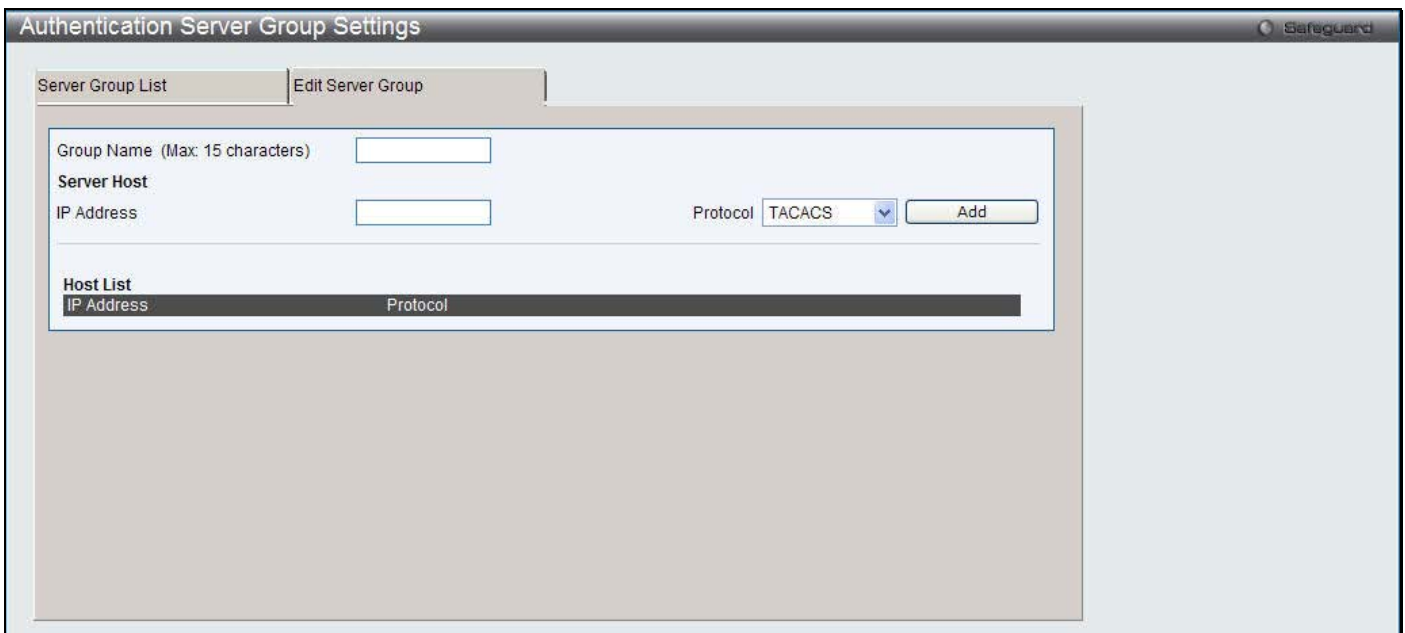 Authentication Server Group Settings
Safeguard
Server Group List
Edit Server Group
Group Name (Max: 15 characters)
Server Host
IP Address
Protocol TACACS Add
Host List
IP Address Protocol